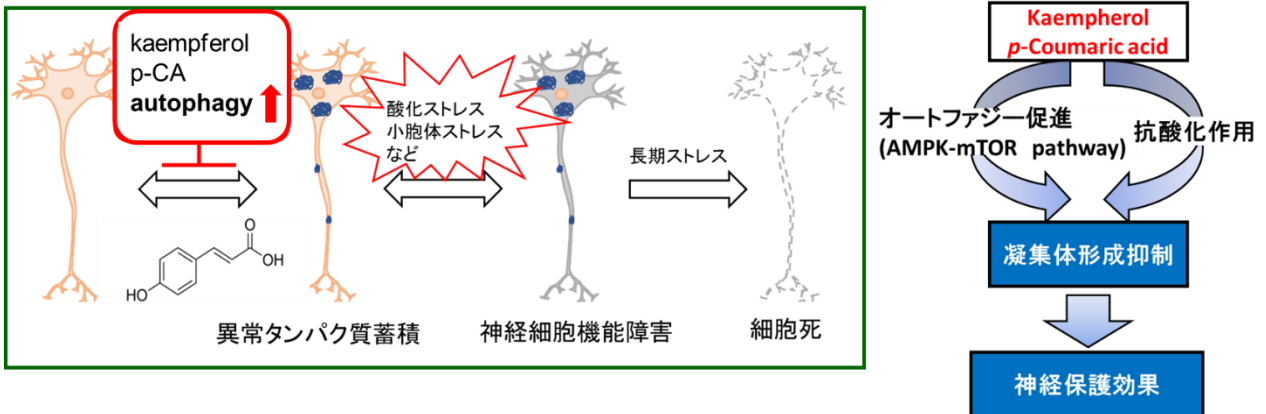 kaempferol
p-CA
autophagy
酸化ストレス
小胞体ストレス
など
長期ストレス
O
OH
HO
異常タンパク質蓄積
神経細胞機能障害
細胞死
Kaempherol
p-Coumaric acid
オートファジー促進
(AMPK-mTOR pathway)
抗酸化作用
凝集体形成抑制
神経保護効果